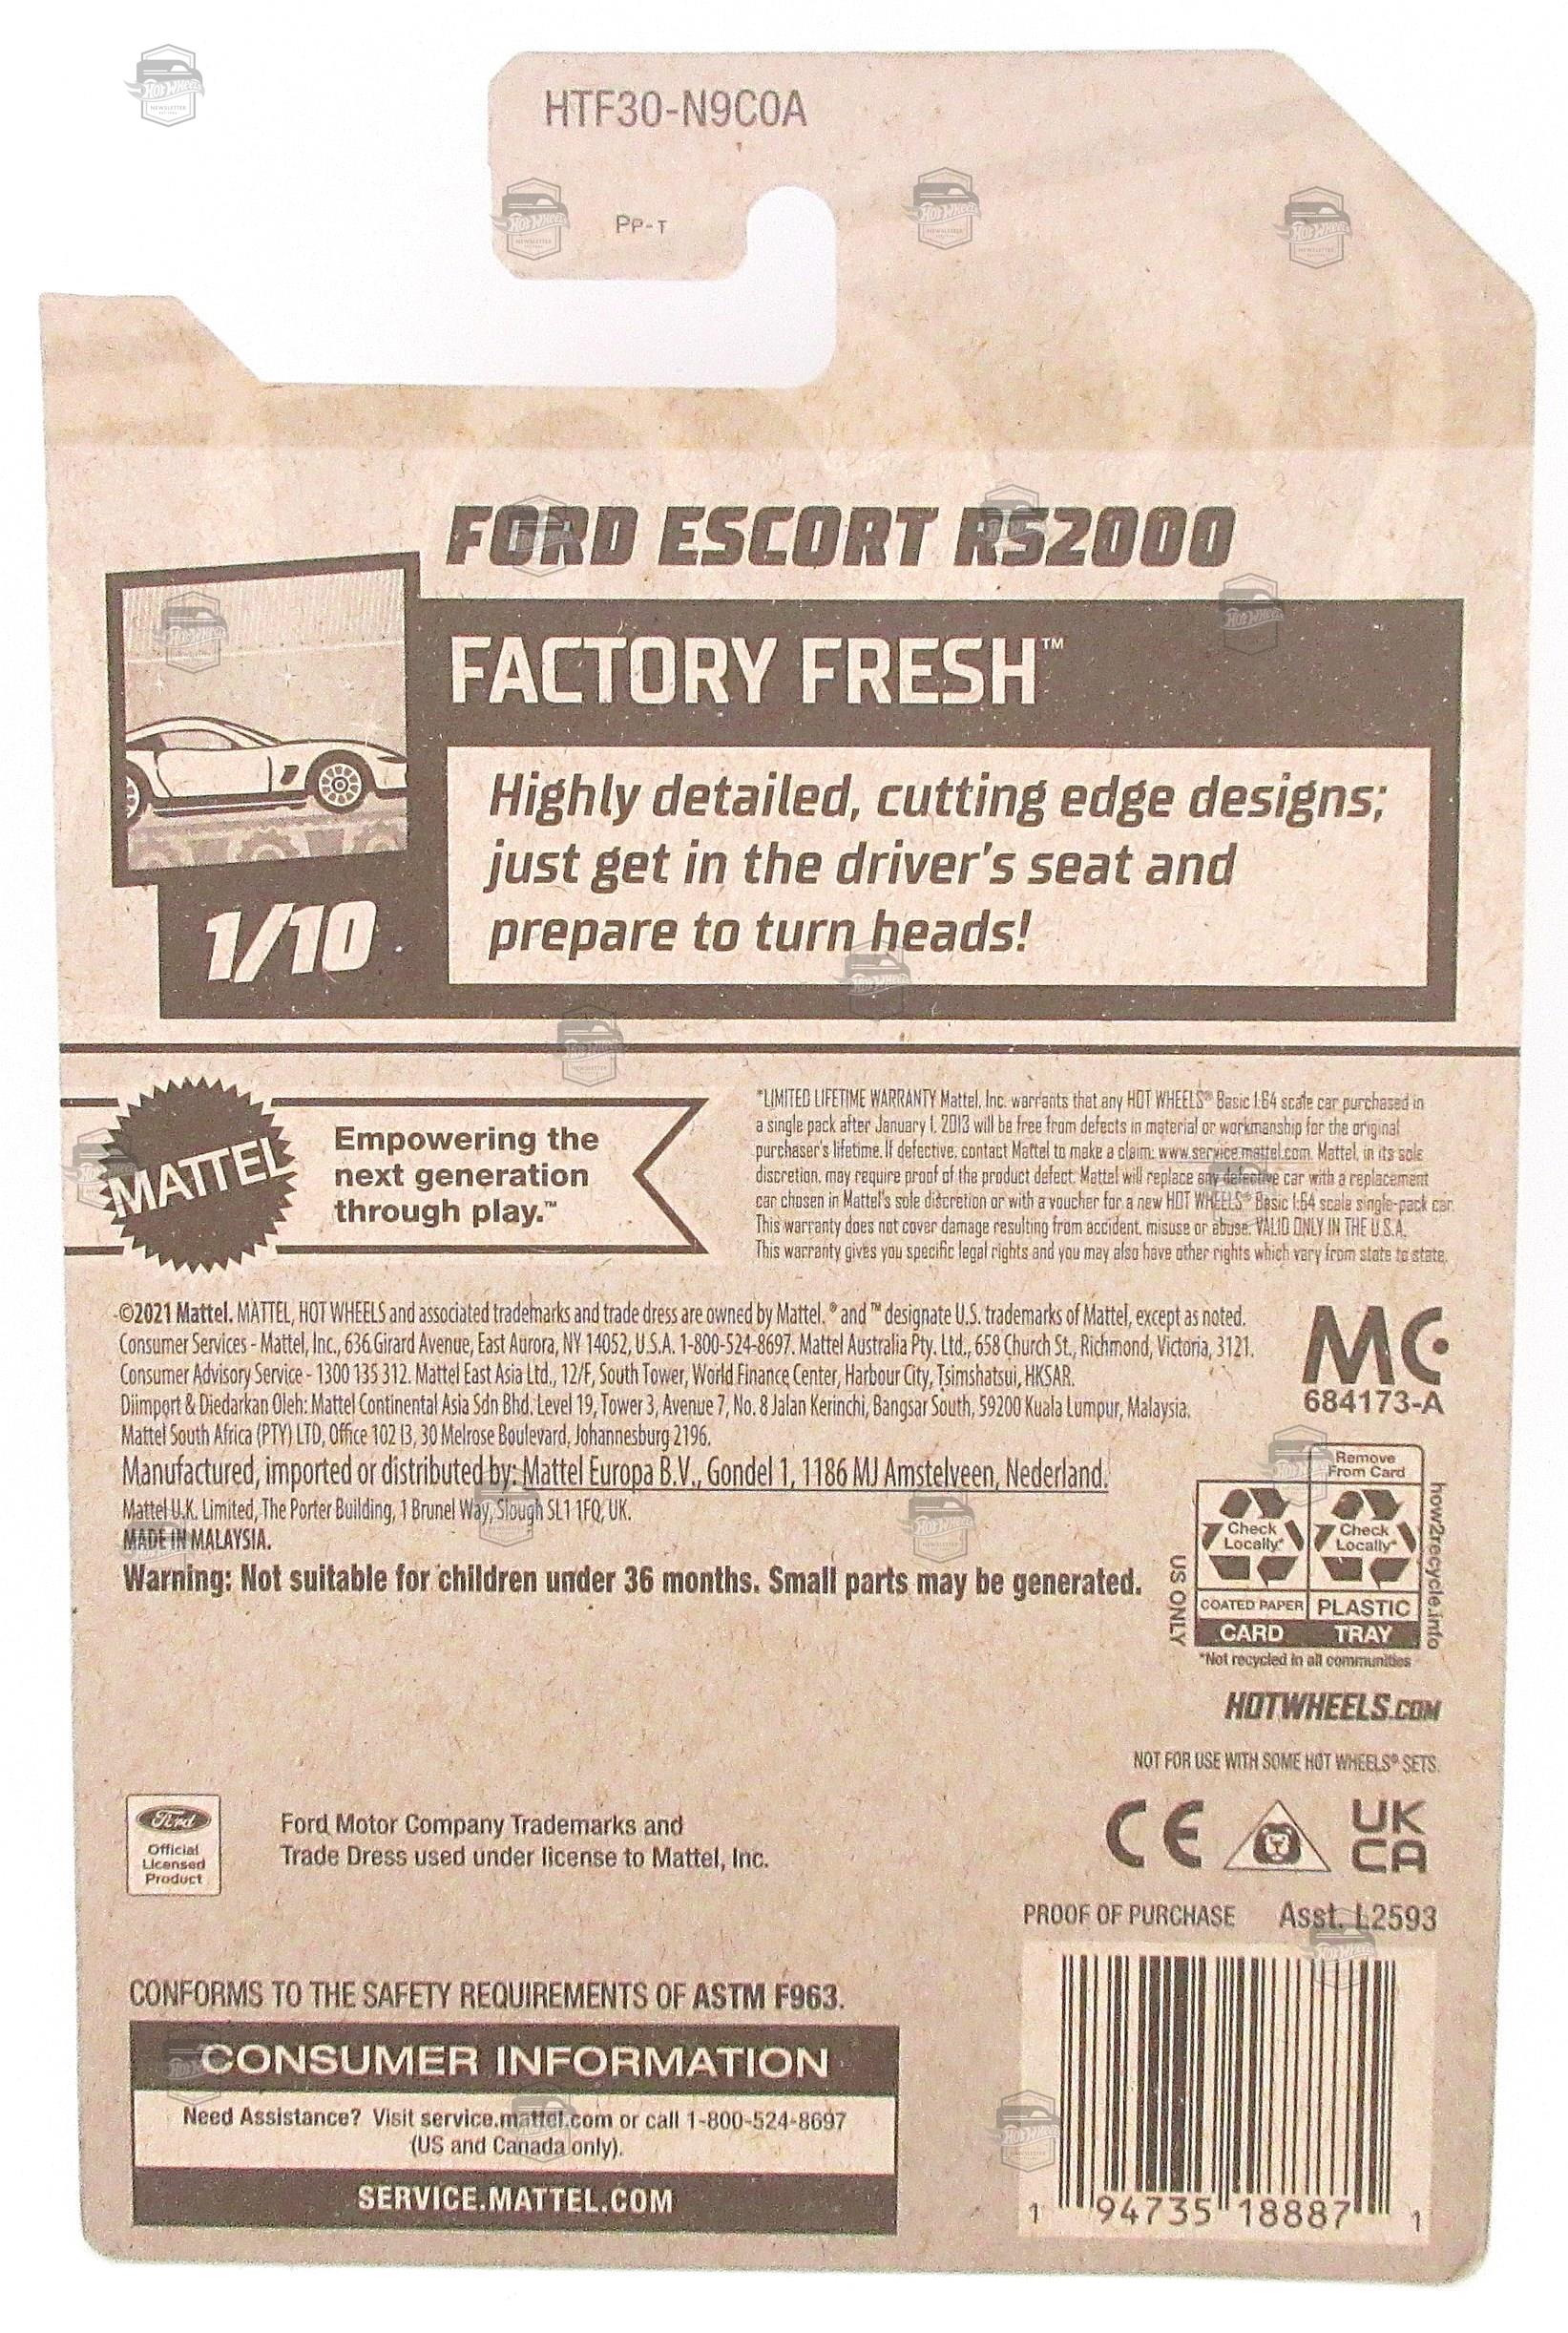 HTF30-N9C0A
PP-T
FORD ESCORT RS2000
FACTORY FRESH™
Highly detailed, cutting edge designs;
just get in the driver's seat and
prepare to turn heads!
1/10
MATTEL
Empowering the
next generation
through play.™
*LIMITED LIFETIME WARRANTY Mattel, Inc. warrants that any HOT WHEELS® Basic 1:64 scale car purchased in
a single pack after January 1, 2013 will be free from defects in material or workmanship for the original
purchaser's lifetime. If defective, contact Mattel to make a claim: www.service.mattel.com. Mattel, in its sole
discretion, may require proof of the product defect. Mattel will replace any defective car with a replacement
car chosen in Mattel's sole discretion or with a voucher for a new HOT WHEELS® Basic 1:64 scale single-pack car.
This warranty does not cover damage resulting from accident, misuse or abuse. VALID ONLY IN THE U.S.A.
This warranty gives you specific legal rights and you may also have other rights which vary from state to state.
©2021 Mattel. MATTEL, HOT WHEELS and associated trademarks and trade dress are owned by Mattel. ® and ™ designate U.S. trademarks of Mattel, except as noted.
Consumer Services - Mattel, Inc., 636 Girard Avenue, East Aurora, NY 14052, U.S.A. 1-800-524-8697. Mattel Australia Pty. Ltd., 658 Church St., Richmond, Victoria, 3121.
Consumer Advisory Service - 1300 135 312. Mattel East Asia Ltd., 12/F, South Tower, World Finance Center, Harbour City, Tsimshatsui, HKSAR.
Diimport & Diedarkan Oleh: Mattel Continental Asia Sdn Bhd. Level 19, Tower 3, Avenue 7, No. 8 Jalan Kerinchi, Bangsar South, 59200 Kuala Lumpur, Malaysia.
Mattel South Africa (PTY) LTD, Office 102 I3, 30 Melrose Boulevard, Johannesburg 2196.
Manufactured, imported or distributed by: Mattel Europa B.V., Gondel 1, 1186 MJ Amstelveen, Nederland.
Mattel U.K. Limited, The Porter Building, 1 Brunel Way, Slough SL1 1FQ, UK.
MADE IN MALAYSIA.
Warning: Not suitable for children under 36 months. Small parts may be generated.
MC
684173-A
Remove
From Card
Check
Locally*
Check
Locally*
COATED PAPER
PLASTIC
CARD
TRAY
US ONLY
how2recycle.info
*Not recycled in all communities
HOTWHEELS.COM
NOT FOR USE WITH SOME HOT WHEELS® SETS.
Ford
Official
Licensed
Product
Ford Motor Company Trademarks and
Trade Dress used under license to Mattel, Inc.
CE
UK
CA
PROOF OF PURCHASE Asst. L2593
CONFORMS TO THE SAFETY REQUIREMENTS OF ASTM F963.
CONSUMER INFORMATION
Need Assistance? Visit service.mattel.com or call 1-800-524-8697
(US and Canada only).
SERVICE.MATTEL.COM
1 94735 18887 1